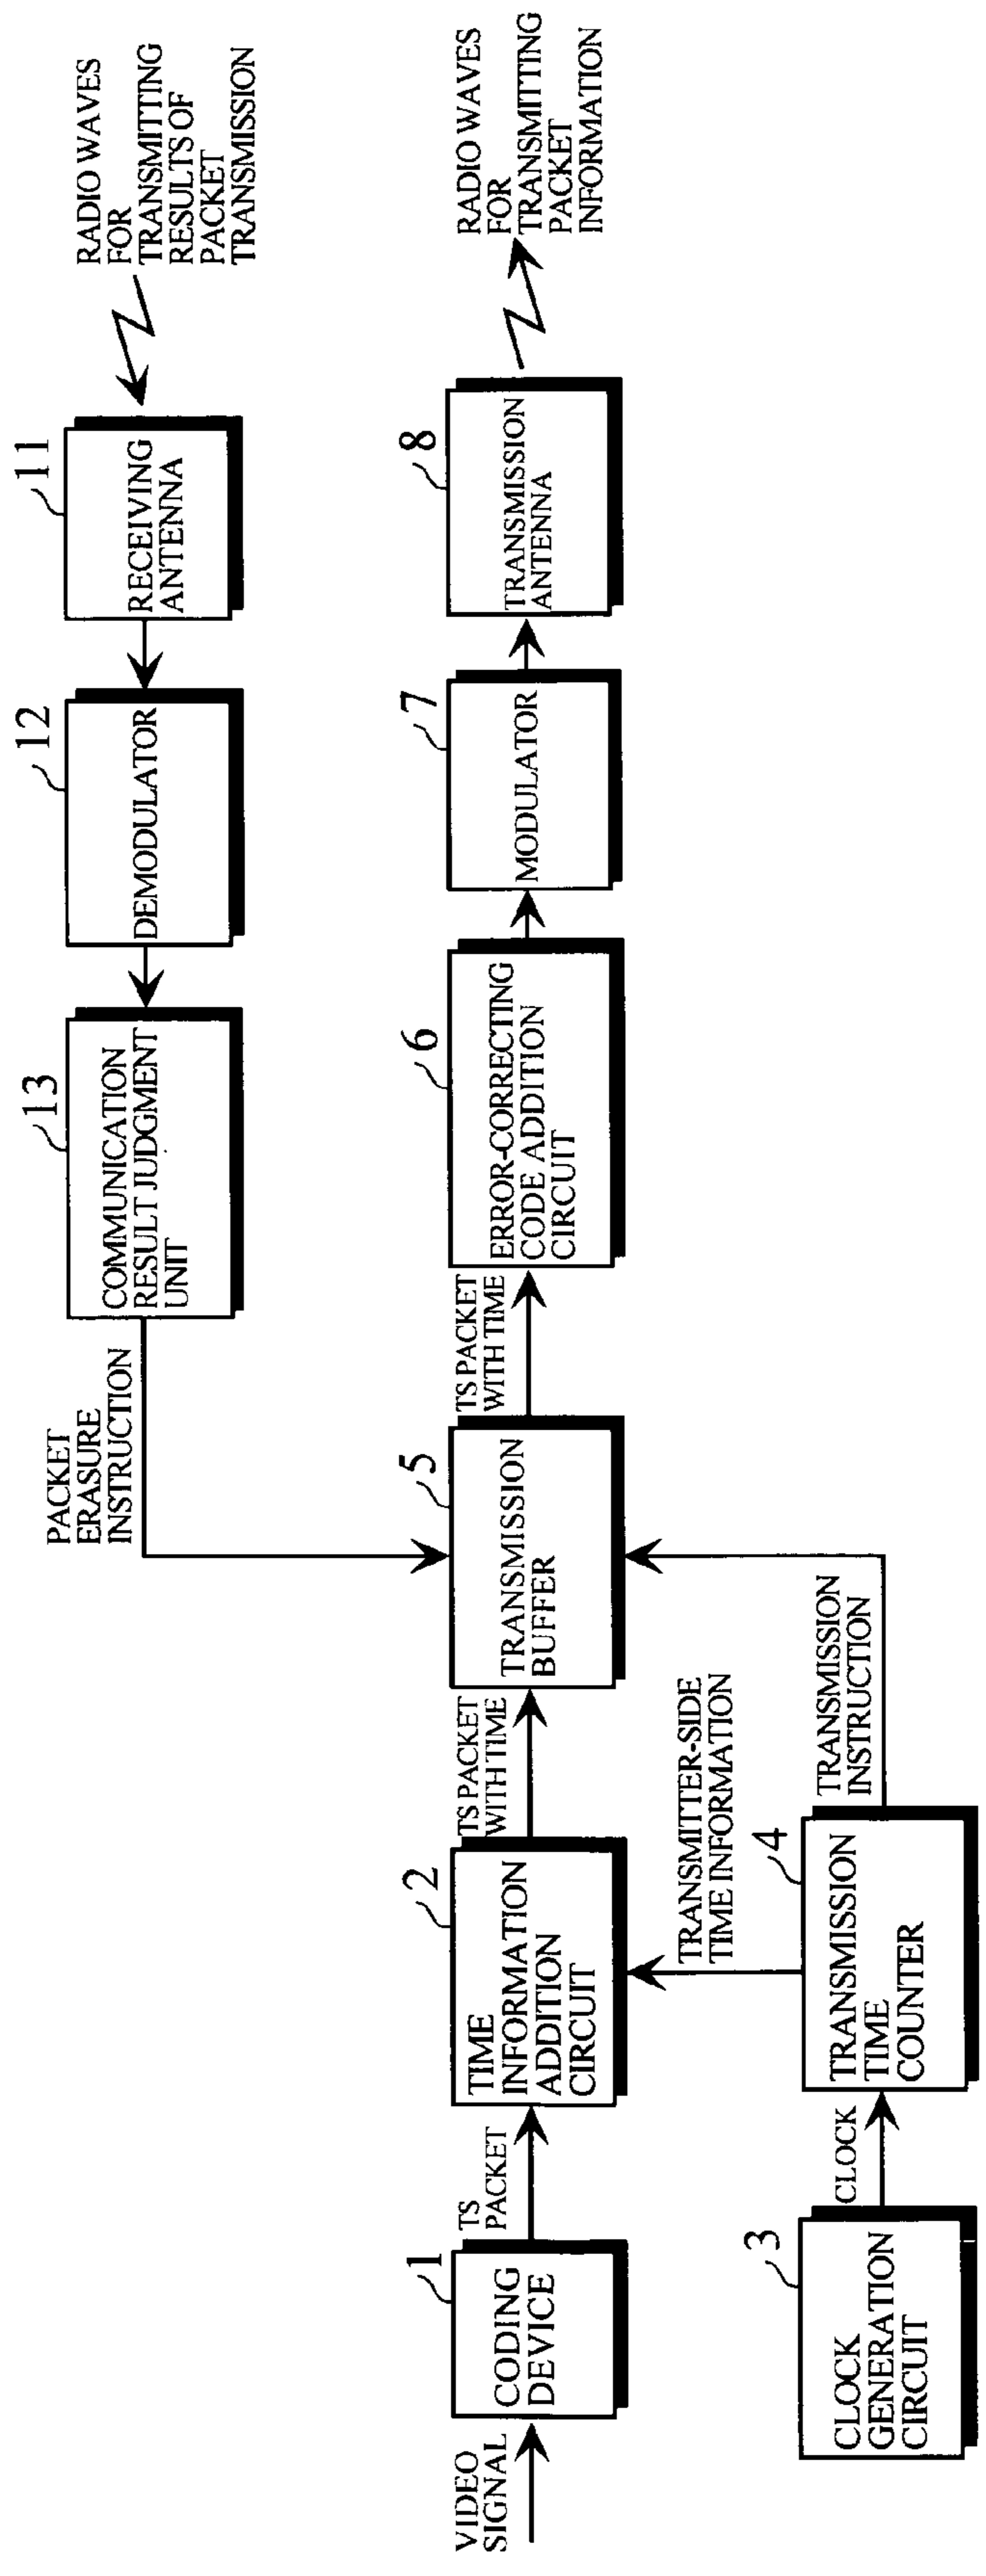 RADIO WAVES
FOR
TRANSMITTING
RESULTS OF
PACKET
TRANSMISSION
11
RECEIVING
ANTENNA
12
DEMODULATOR
13
COMMUNICATION
RESULT JUDGMENT
UNIT
PACKET
ERASURE
INSTRUCTION
VIDEO
SIGNAL
1
CODING
DEVICE
TS
PACKET
2
TIME
INFORMATION
ADDITION
CIRCUIT
TS PACKET
WITH TIME
5
TRANSMISSION
BUFFER
TS PACKET
WITH TIME
6
ERROR-CORRECTING
CODE ADDITION
CIRCUIT
7
MODULATOR
8
TRANSMISSION
ANTENNA
RADIO WAVES
FOR
TRANSMITTING
PACKET
INFORMATION
3
CLOCK
GENERATION
CIRCUIT
CLOCK
4
TRANSMISSION
TIME
COUNTER
TRANSMITTER-SIDE
TIME INFORMATION
TRANSMISSION
INSTRUCTION